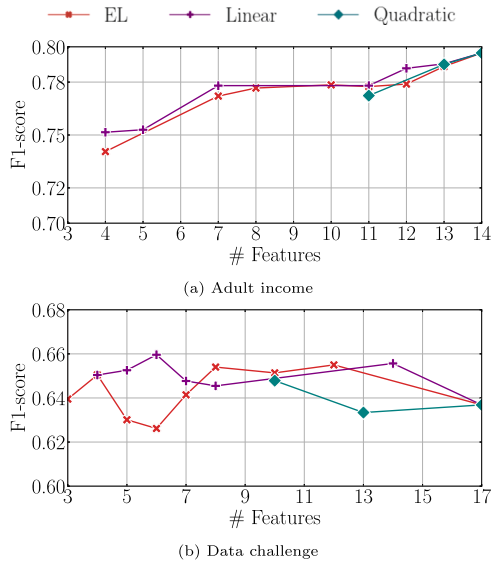 EL Linear Quadratic
0.80
0.78
0.75
0.72
0.70
F1-score
3 4 5 6 7 8 9 10 11 12 13 14
# Features
(a) Adult income
0.68
0.66
0.64
0.62
0.60
F1-score
3 5 7 9 11 13 15 17
# Features
(b) Data challenge